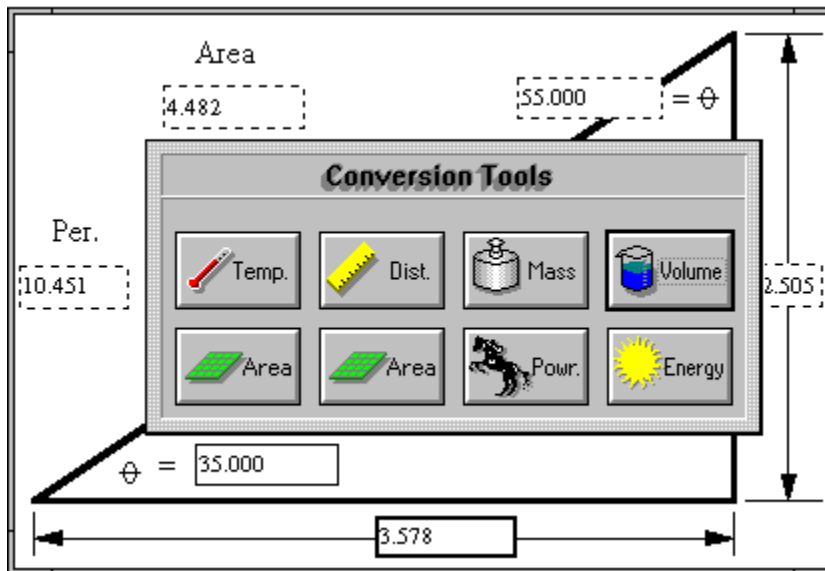 Area
4.482
55.000 = θ
Conversion Tools
Per.
10.451
Temp.
Dist.
Mass
Volume
2.505
Area
Area
Powr.
Energy
θ = 35.000
3.578